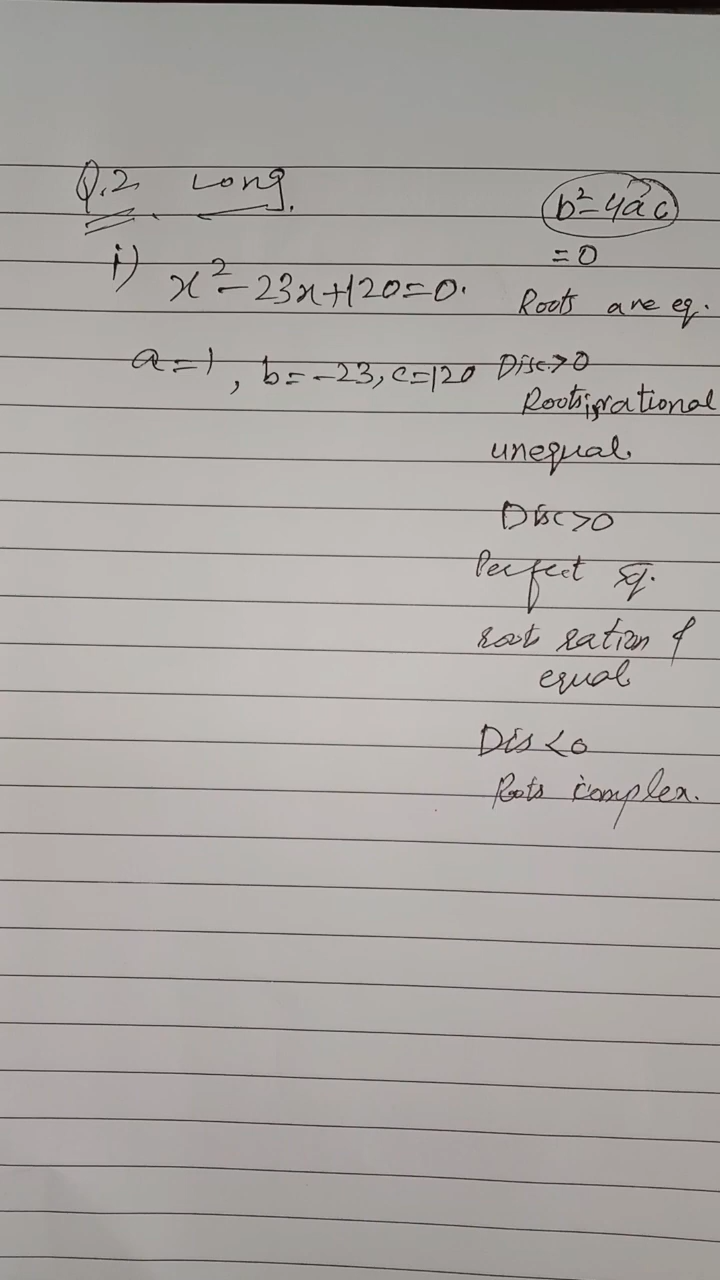 Q.2 Long.
b²-4ac
= 0
i) x²-23x+120=0.
Roots are eq.
a=1, b=-23, c=120
Disc.>0
Roots irrational
unequal.
Disc>0
Perfect sq.
root ration &
equal
Dis <0
Roots complex.